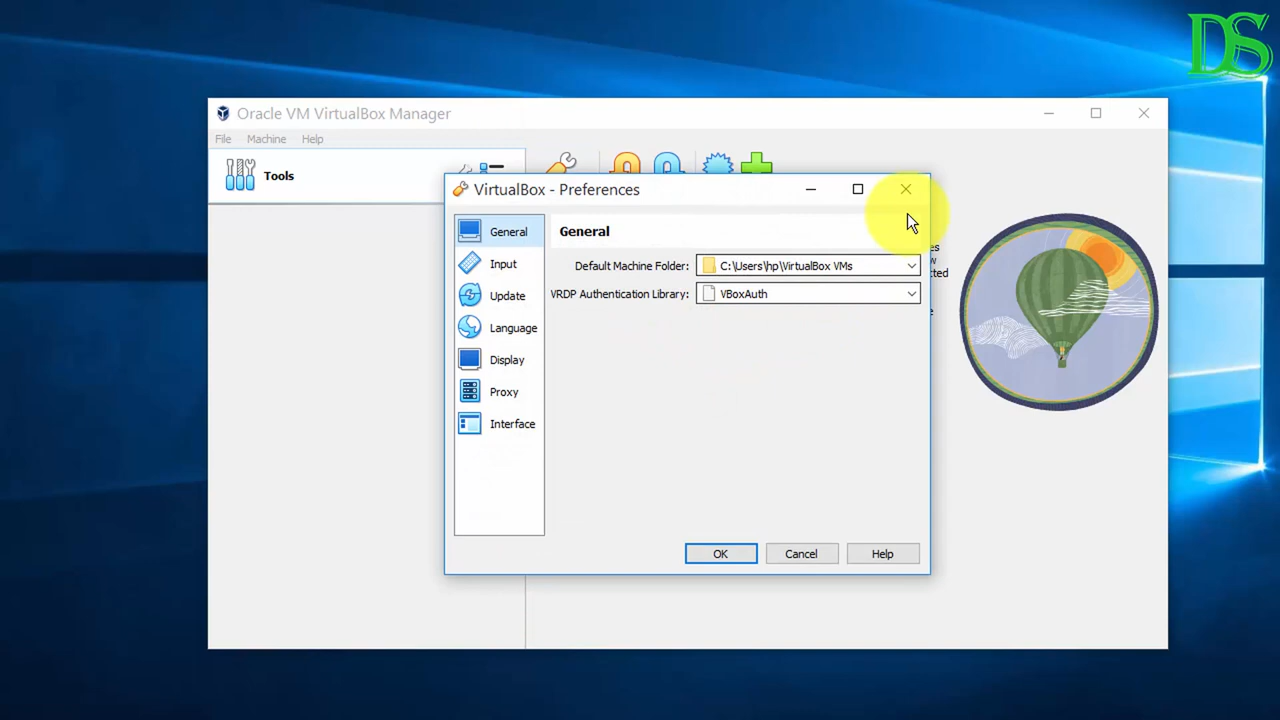 DS
Oracle VM VirtualBox Manager
File Machine Help
Tools
VirtualBox - Preferences
General
Input
Update
Language
Display
Proxy
Interface
General
Default Machine Folder: C:\Users\hp\VirtualBox VMs
VRDP Authentication Library: VBoxAuth
OK Cancel Help